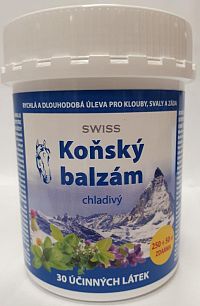 RYCHLÁ A DLOUHODOBÁ ÚLEVA PRO KLOUBY, SVALY A ZÁDA
SWISS
Koňský
balzám
chladivý
250 + 50
ZDARMA
30 ÚČINNÝCH LÁTEK